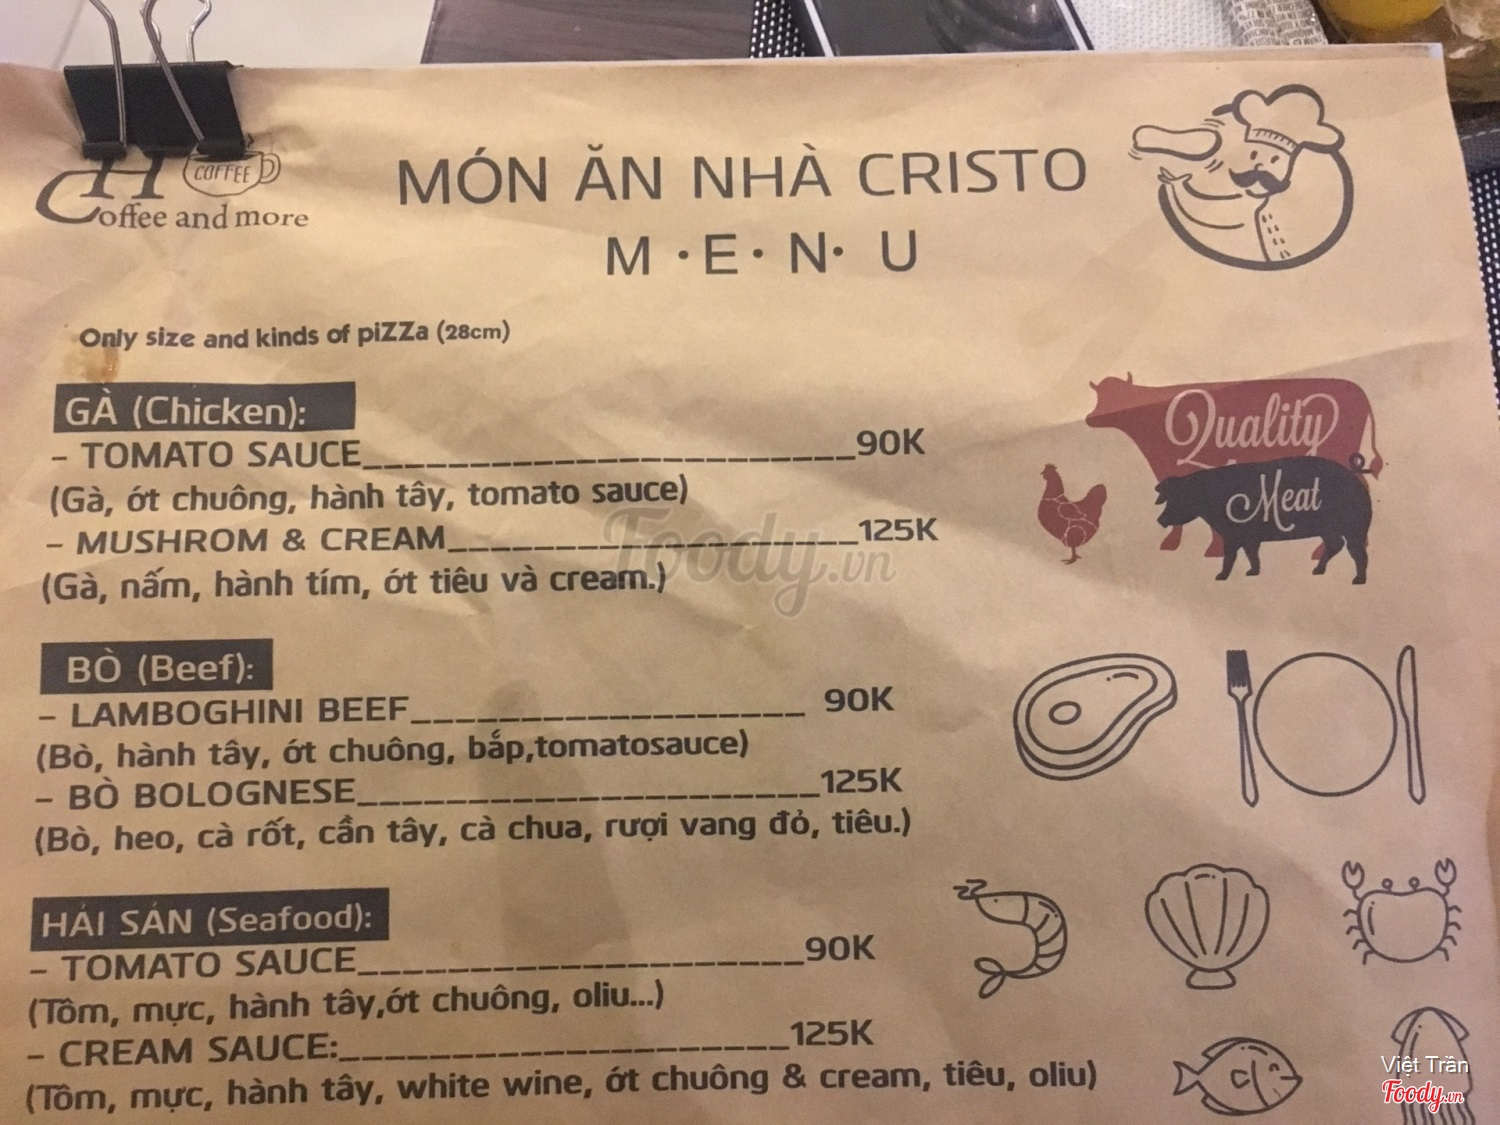 COFFEE
Coffee and more
MÓN ĂN NHÀ CRISTO
M · E · N · U
Only size and kinds of piZZa (28cm)
GÀ (Chicken):
– TOMATO SAUCE_______________________90K
(Gà, ớt chuông, hành tây, tomato sauce)
– MUSHROM & CREAM___________________125K
(Gà, nấm, hành tím, ớt tiêu và cream.)
Quality
Meat
Foody.vn
BÒ (Beef):
– LAMBOGHINI BEEF__________________ 90K
(Bò, hành tây, ớt chuông, bắp,tomatosauce)
– BÒ BOLOGNESE______________________125K
(Bò, heo, cà rốt, cần tây, cà chua, rượi vang đỏ, tiêu.)
HẢI SẢN (Seafood):
– TOMATO SAUCE_____________________90K
(Tôm, mực, hành tây,ớt chuông, oliu...)
– CREAM SAUCE:_____________________125K
(Tôm, mực, hành tây, white wine, ớt chuông & cream, tiêu, oliu)
Việt Trần
Foody.vn